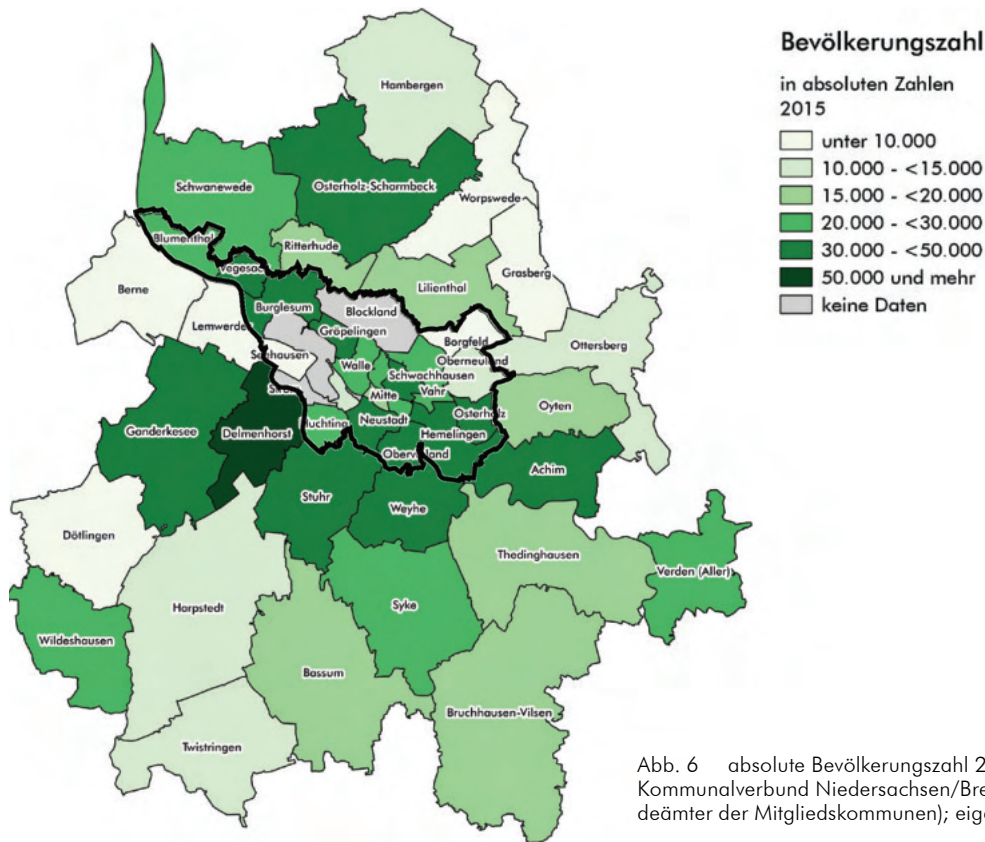 Bevölkerungszahl
in absoluten Zahlen
2015
unter 10.000
10.000 - <15.000
15.000 - <20.000
20.000 - <30.000
30.000 - <50.000
50.000 und mehr
keine Daten
Hambergen
Schwanewede
Osterholz-Scharmbeck
Worpswede
Blumenthal
Ritterhude
Vegesac
Grasberg
Berne
Lilienthal
Burglesum
Blockland
Lemwerde
Gröpelingen
Borgfeld
Ottersberg
Seehausen
Oberneuland
Walle
Schwachhausen
Vahr
Mitte
Oyten
Ganderkesee
Delmenhorst
Huchting
Neustadt
Osterholz
Hemelingen
Obervieland
Achim
Stuhr
Weyhe
Dötlingen
Thedinghausen
Verden (Aller)
Harpstedt
Syke
Wildeshausen
Bassum
Bruchhausen-Vilsen
Twistringen
Abb. 6 absolute Bevölkerungszahl 2
Kommunalverbund Niedersachsen/Bre
deämter der Mitgliedskommunen); eige